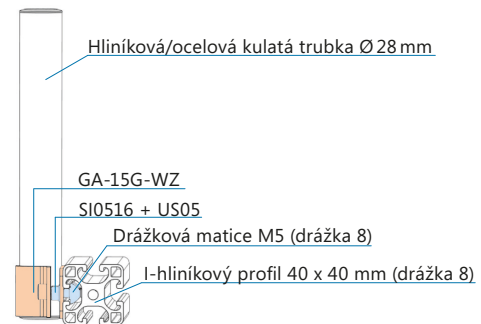 Hliníková/ocelová kulatá trubka Ø 28 mm
GA-15G-WZ
SI0516 + US05
Drážková matice M5 (drážka 8)
I-hliníkový profil 40 x 40 mm (drážka 8)